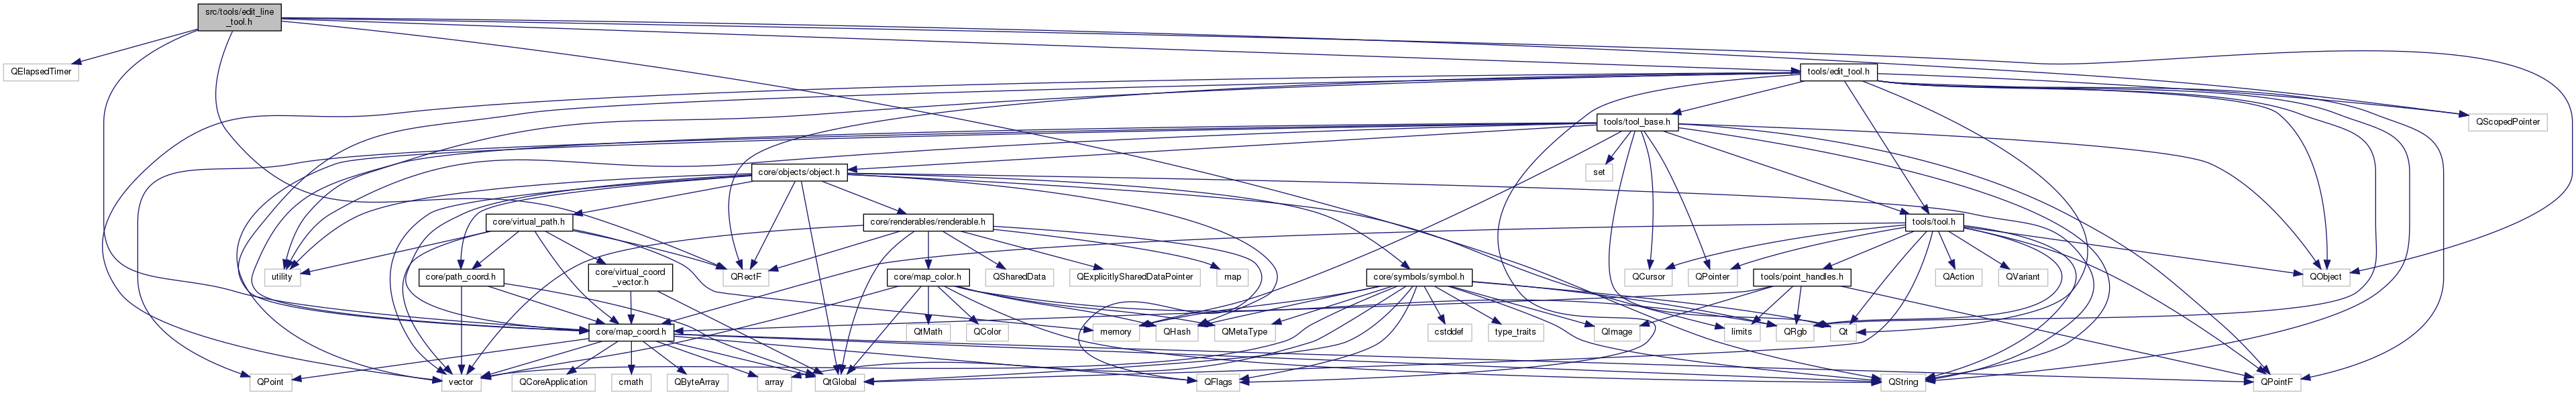 src/tools/edit_line
_tool.h
QElapsedTimer
tools/edit_tool.h
tools/tool_base.h
QScopedPointer
core/objects/object.h
set
core/virtual_path.h
core/renderables/renderable.h
tools/tool.h
utility
core/path_coord.h
core/virtual_coord
_vector.h
QRectF
core/map_color.h
QSharedData
QExplicitlySharedDataPointer
map
core/symbols/symbol.h
QCursor
QPointer
tools/point_handles.h
QAction
QVariant
QObject
core/map_coord.h
memory
QtMath
QColor
QHash
QMetaType
cstddef
type_traits
QImage
limits
QRgb
Qt
QPoint
vector
QCoreApplication
cmath
QByteArray
array
QtGlobal
QFlags
QString
QPointF